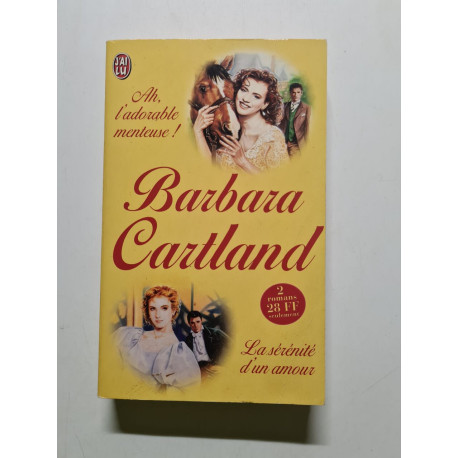 J'AI
LU
Ah,
l'adorable
menteuse !
Barbara
Cartland
2
romans
28 FF
seulement
La sérénité
d'un amour